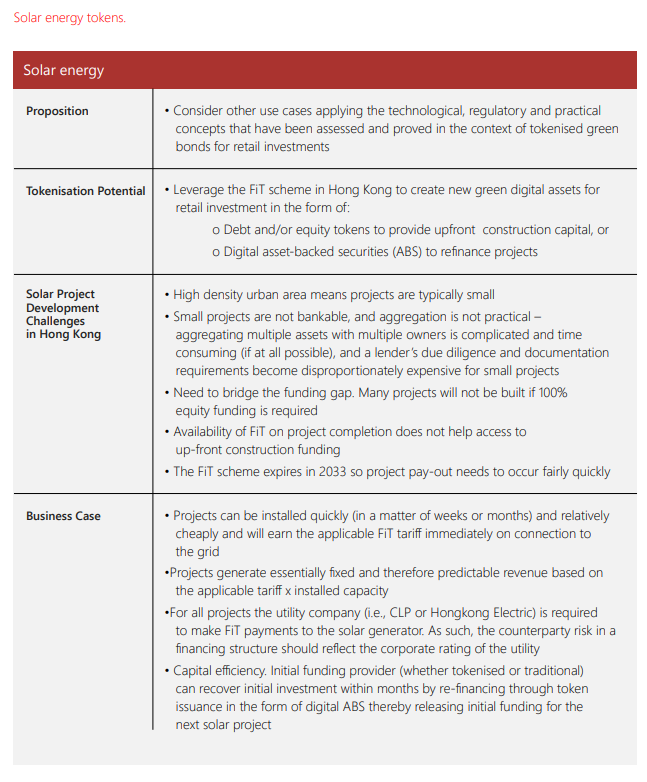 Solar energy tokens.
Solar energy
Proposition
• Consider other use cases applying the technological, regulatory and practical
concepts that have been assessed and proved in the context of tokenised green
bonds for retail investments
Tokenisation Potential
• Leverage the FiT scheme in Hong Kong to create new green digital assets for
retail investment in the form of:
o Debt and/or equity tokens to provide upfront construction capital, or
o Digital asset-backed securities (ABS) to refinance projects
Solar Project
Development
Challenges
in Hong Kong
• High density urban area means projects are typically small
• Small projects are not bankable, and aggregation is not practical –
aggregating multiple assets with multiple owners is complicated and time
consuming (if at all possible), and a lender’s due diligence and documentation
requirements become disproportionately expensive for small projects
• Need to bridge the funding gap. Many projects will not be built if 100%
equity funding is required
• Availability of FiT on project completion does not help access to
up-front construction funding
• The FiT scheme expires in 2033 so project pay-out needs to occur fairly quickly
Business Case
• Projects can be installed quickly (in a matter of weeks or months) and relatively
cheaply and will earn the applicable FiT tariff immediately on connection to
the grid
•Projects generate essentially fixed and therefore predictable revenue based on
the applicable tariff x installed capacity
•For all projects the utility company (i.e., CLP or Hongkong Electric) is required
to make FiT payments to the solar generator. As such, the counterparty risk in a
financing structure should reflect the corporate rating of the utility
• Capital efficiency. Initial funding provider (whether tokenised or traditional)
can recover initial investment within months by re-financing through token
issuance in the form of digital ABS thereby releasing initial funding for the
next solar project